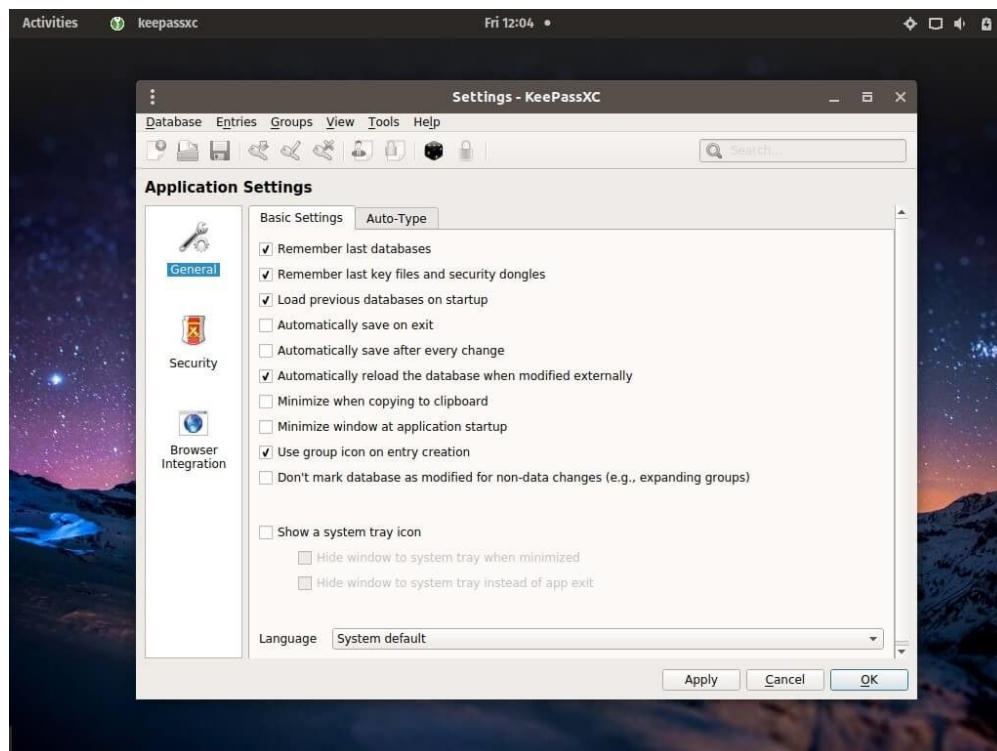 Activities keepassxc Fri 12:04
Settings - KeePassXC
Database Entries Groups View Tools Help
Search...
Application Settings
Basic Settings Auto-Type
General
Security
Browser
Integration
Remember last databases
Remember last key files and security dongles
Load previous databases on startup
Automatically save on exit
Automatically save after every change
Automatically reload the database when modified externally
Minimize when copying to clipboard
Minimize window at application startup
Use group icon on entry creation
Don't mark database as modified for non-data changes (e.g., expanding groups)
Show a system tray icon
Hide window to system tray when minimized
Hide window to system tray instead of app exit
Language System default
Apply Cancel OK